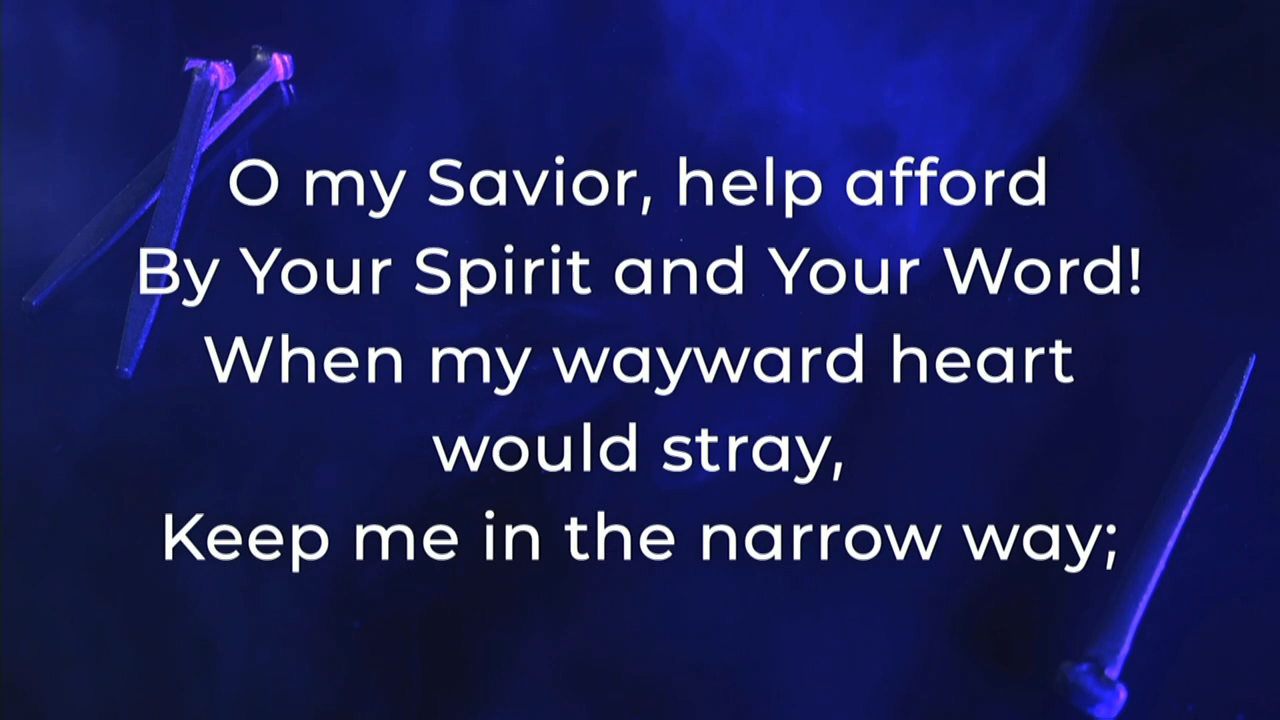 O my Savior, help afford
By Your Spirit and Your Word!
When my wayward heart
would stray,
Keep me in the narrow way;